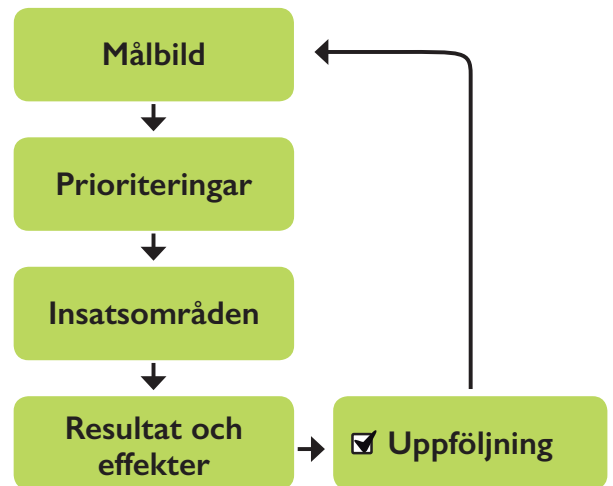 Målbild
Prioriteringar
Insatsområden
Resultat och
effekter
Uppföljning